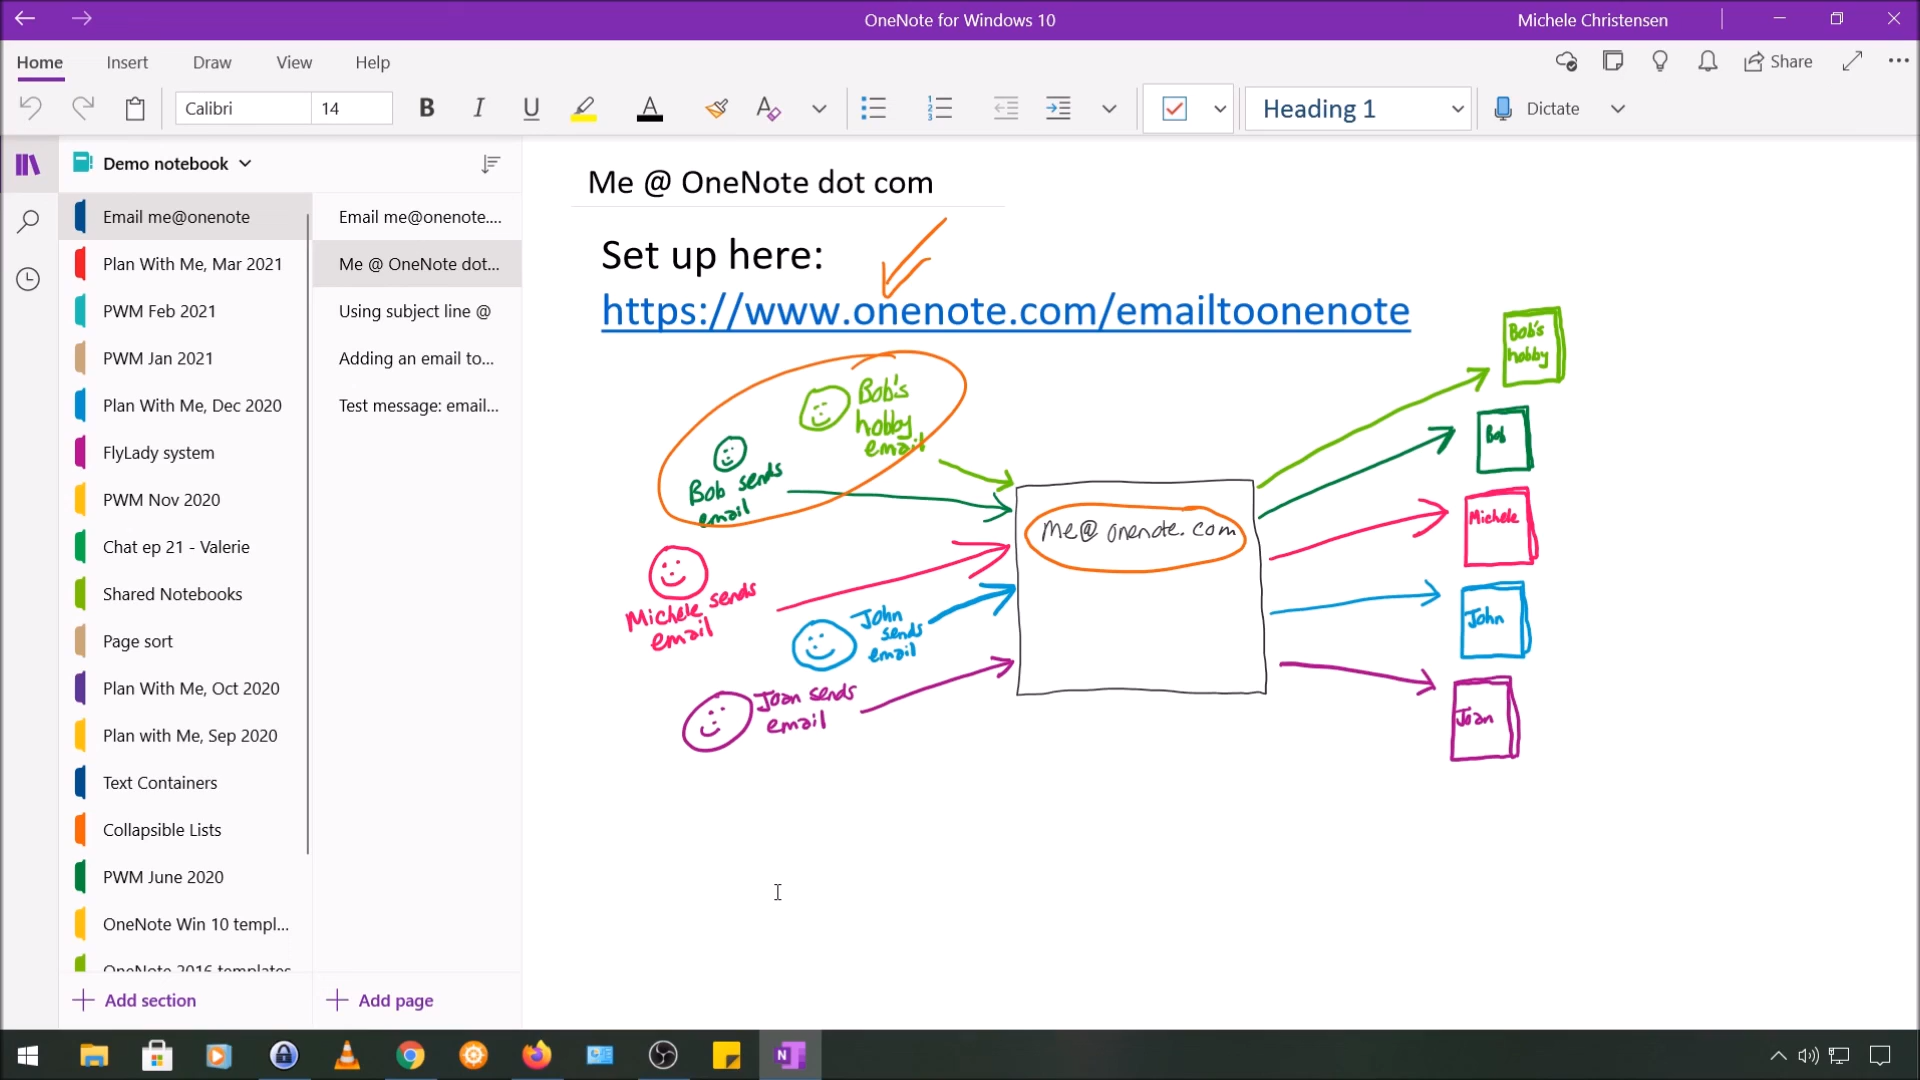 OneNote for Windows 10
Michele Christensen
Home Insert Draw View Help
Share
Calibri 14
B I U A
Heading 1
Dictate
Demo notebook
Email me@onenote
Plan With Me, Mar 2021
PWM Feb 2021
PWM Jan 2021
Plan With Me, Dec 2020
FlyLady system
PWM Nov 2020
Chat ep 21 - Valerie
Shared Notebooks
Page sort
Plan With Me, Oct 2020
Plan with Me, Sep 2020
Text Containers
Collapsible Lists
PWM June 2020
OneNote Win 10 templ...
OneNote 2016 templates
Add section
Email me@onenote....
Me @ OneNote dot...
Using subject line @
Adding an email to...
Test message: email...
Add page
Me @ OneNote dot com
Set up here:
https://www.onenote.com/emailtoonenote
Bob's
hobby
email
Bob sends
email
Michele sends
email
John
sends
email
Joan sends
email
Me@onenote.com
Bob's
hobby
Bob
Michele
John
Joan